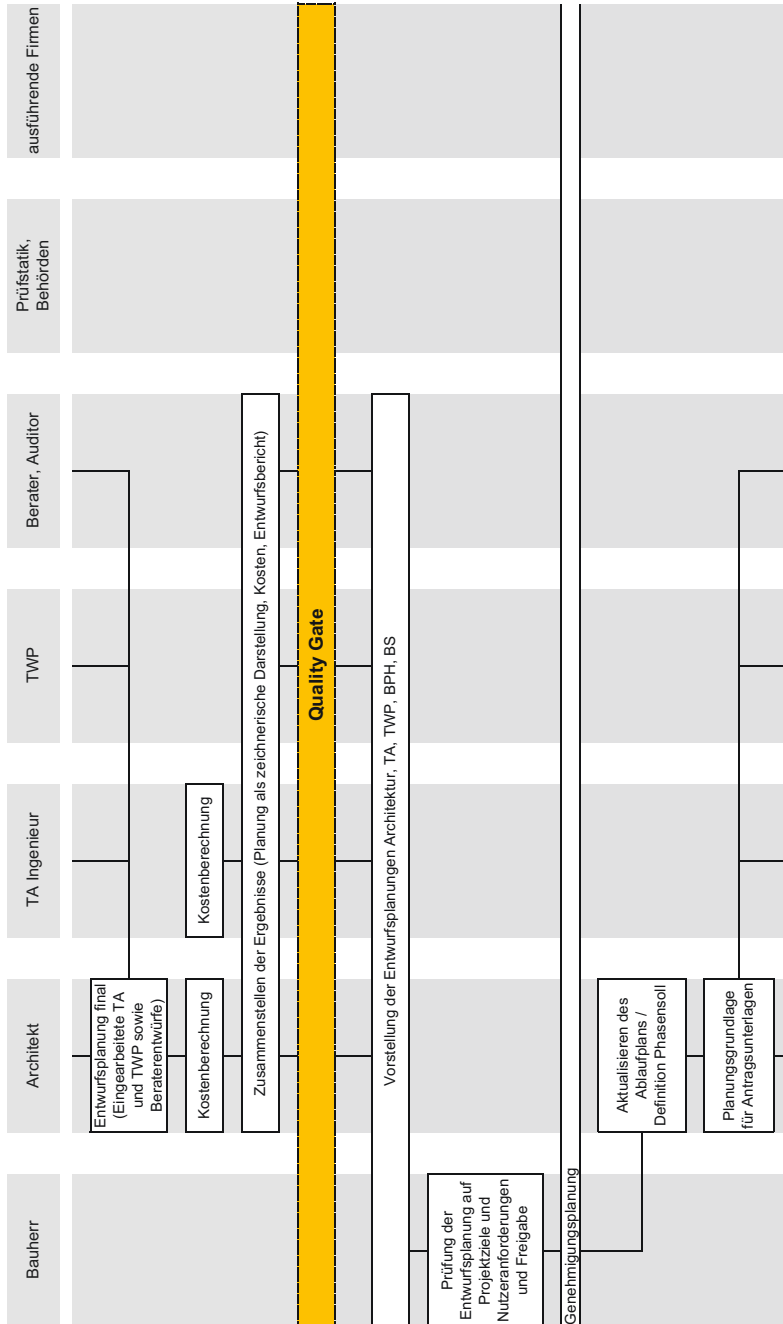 Bauherr
Architekt
TA Ingenieur
TWP
Berater, Auditor
Prüfstatik,
Behörden
ausführende Firmen
Entwurfsplanung final
(Eingearbeitete TA
und TWP sowie
Beraterentwürfe)
Kostenberechnung
Kostenberechnung
Zusammenstellen der Ergebnisse (Planung als zeichnerische Darstellung, Kosten, Entwurfsbericht)
Quality Gate
Vorstellung der Entwurfsplanungen Architektur, TA, TWP, BPH, BS
Prüfung der
Entwurfsplanung auf
Projektziele und
Nutzeranforderungen
und Freigabe
Genehmigungsplanung
Aktualisieren des
Ablaufplans /
Definition Phasensoll
Planungsgrundlage
für Antragsunterlagen